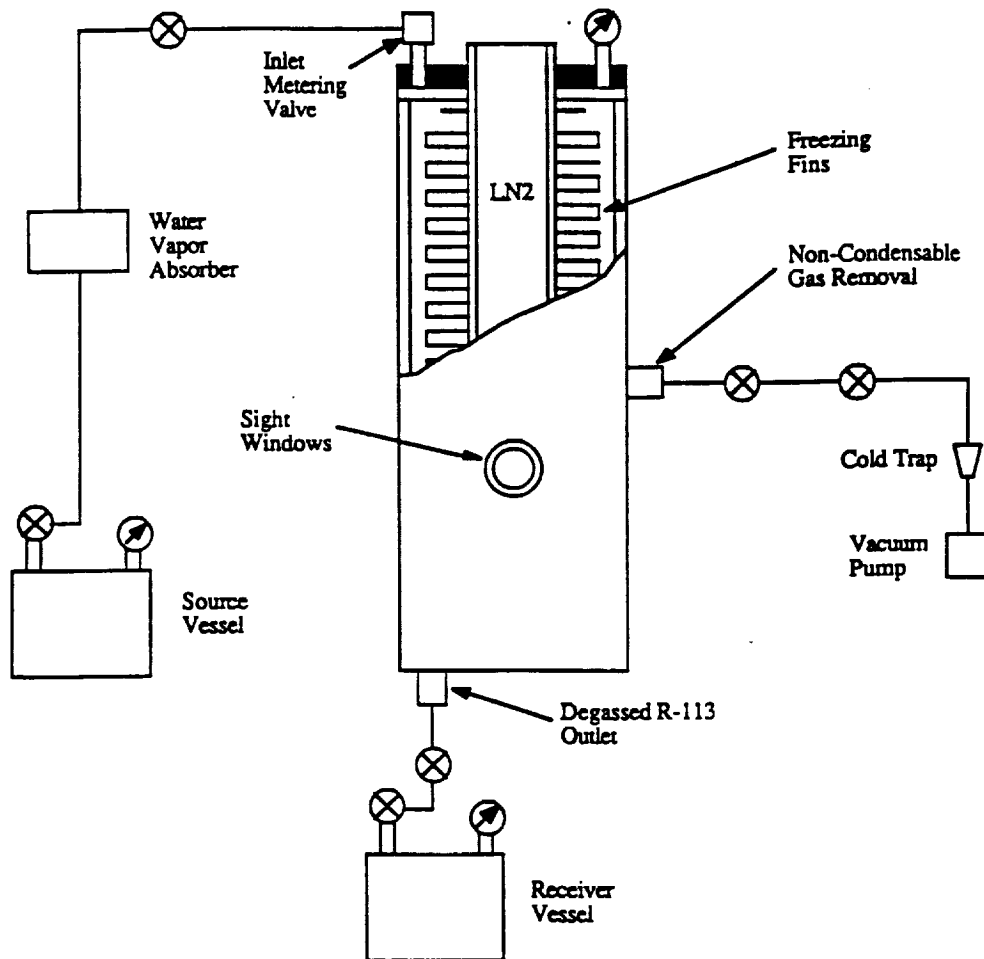 Inlet
Metering
Valve
LN2
Freezing
Fins
Water
Vapor
Absorber
Non-Condensable
Gas Removal
Sight
Windows
Cold Trap
Vacuum
Pump
Source
Vessel
Degassed R-113
Outlet
Receiver
Vessel